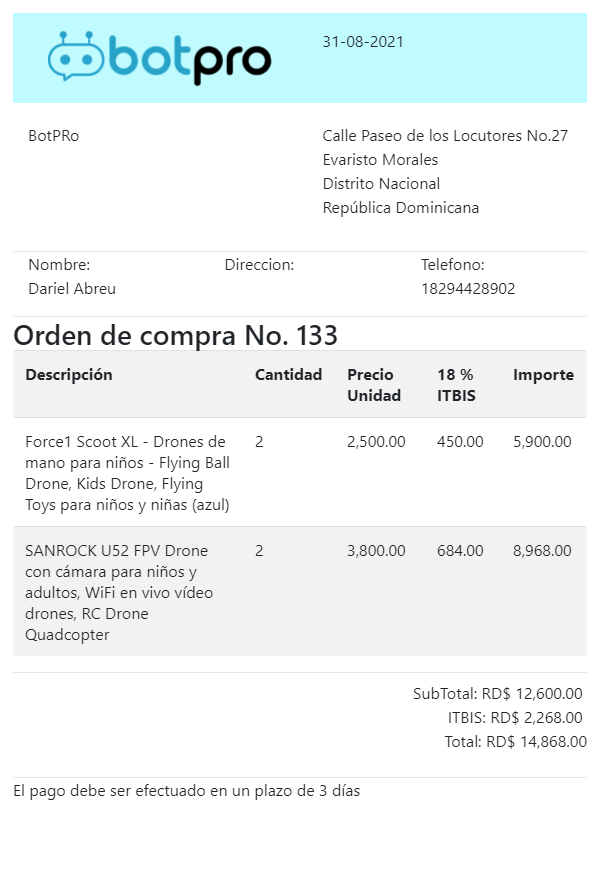 botpro
31-08-2021
BotPRo
Calle Paseo de los Locutores No.27
Evaristo Morales
Distrito Nacional
República Dominicana
Nombre:
Dariel Abreu
Direccion:
Telefono:
18294428902
Orden de compra No. 133
Descripción Cantidad Precio Unidad 18 % ITBIS Importe
Force1 Scoot XL - Drones de 2 2,500.00 450.00 5,900.00
mano para niños - Flying Ball
Drone, Kids Drone, Flying
Toys para niños y niñas (azul)
SANROCK U52 FPV Drone 2 3,800.00 684.00 8,968.00
con cámara para niños y
adultos, WiFi en vivo vídeo
drones, RC Drone
Quadcopter
SubTotal: RD$ 12,600.00
ITBIS: RD$ 2,268.00
Total: RD$ 14,868.00
El pago debe ser efectuado en un plazo de 3 días